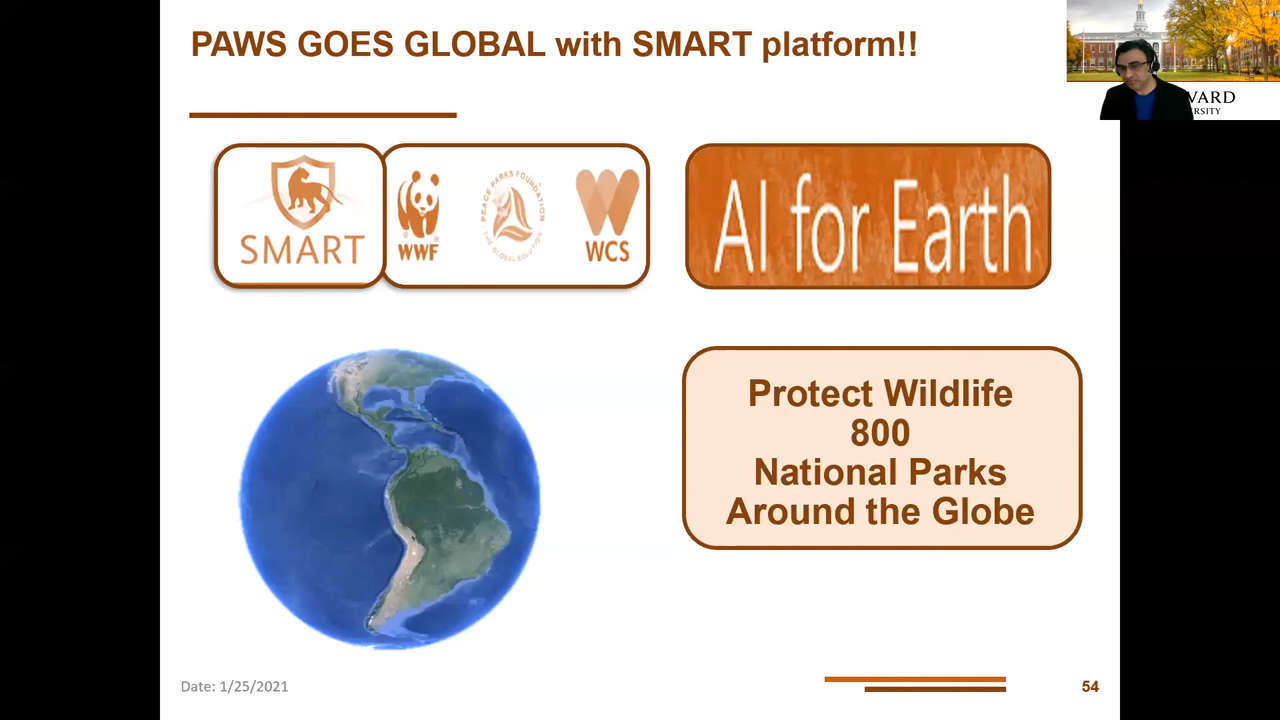 PAWS GOES GLOBAL with SMART platform!!
VARD
RSITY
SMART
WWF
PEACE PARKS FOUNDATION
THE GLOBAL SOLUTION
WCS
AI for Earth
Protect Wildlife
800
National Parks
Around the Globe
Date: 1/25/2021
54